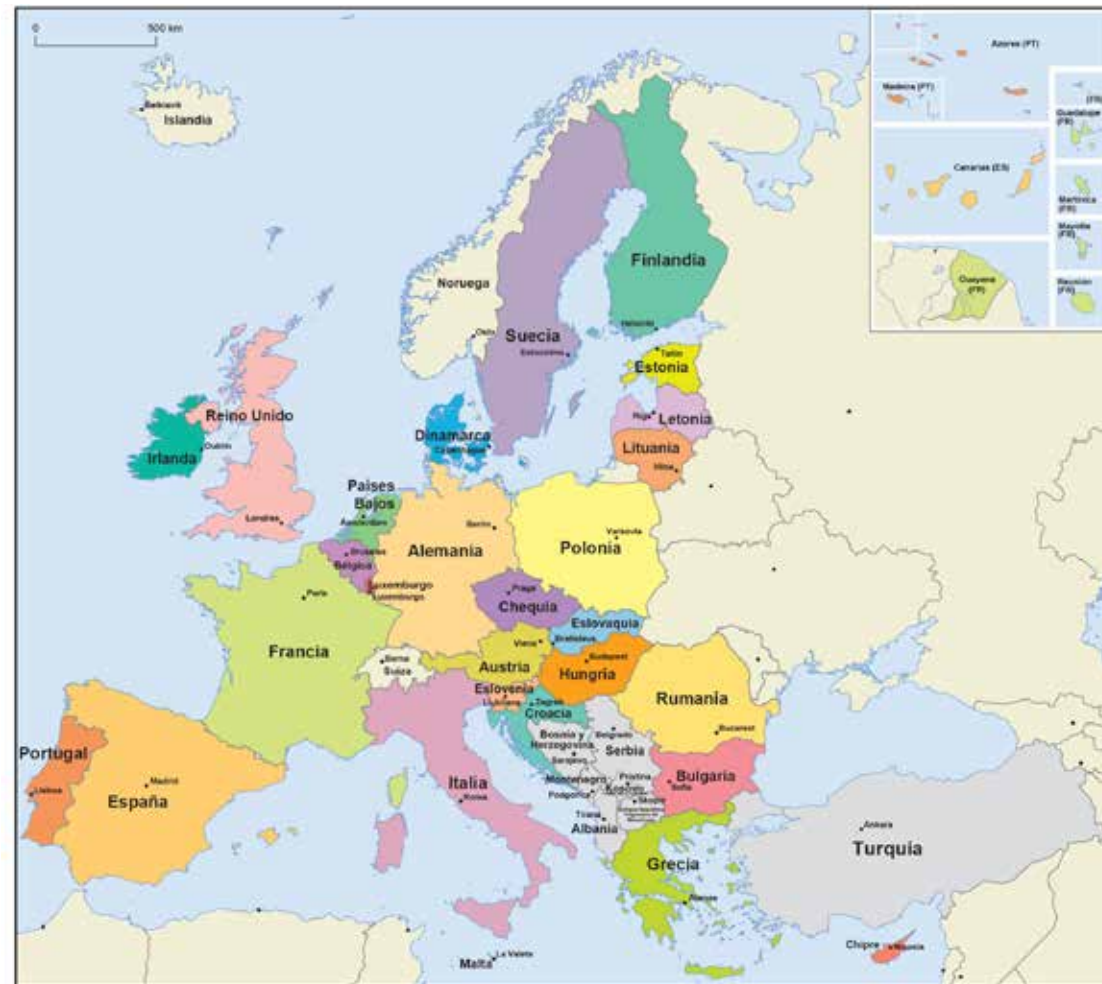 0 500 km
Azores (PT)
Madeira (PT)
(FR)
Guadalupe
(FR)
Canarias (ES)
Martinica
(FR)
Mayotte
(FR)
Guayana
(FR)
Reunión
(FR)
Islandia
Noruega
Oslo
Suecia
Estocolmo
Finlandia
Helsinki
Tallin
Estonia
Riga
Letonia
Lituania
Vilna
Reino Unido
Dublín
Irlanda
Londres
Dinamarca
Copenhague
Países
Bajos
Amsterdam
Bruselas
Bélgica
Luxemburgo
Luxemburgo
Berlín
Alemania
Varsovia
Polonia
Praga
Chequia
Eslovaquia
Bratislava
París
Francia
Berna
Suiza
Viena
Austria
Budapest
Hungría
Eslovenia
Liubliana
Zagreb
Croacia
Rumanía
Bucarest
Bosnia y
Herzegovina
Sarajevo
Belgrado
Serbia
Montenegro
Podgorica
Pristina
Kosovo
Skopie
Bulgaria
Sofía
Tirana
Albania
Portugal
Lisboa
Madrid
España
Italia
Roma
Grecia
Atenas
Ankara
Turquía
Malta
La Valeta
Chipre
Nicosia